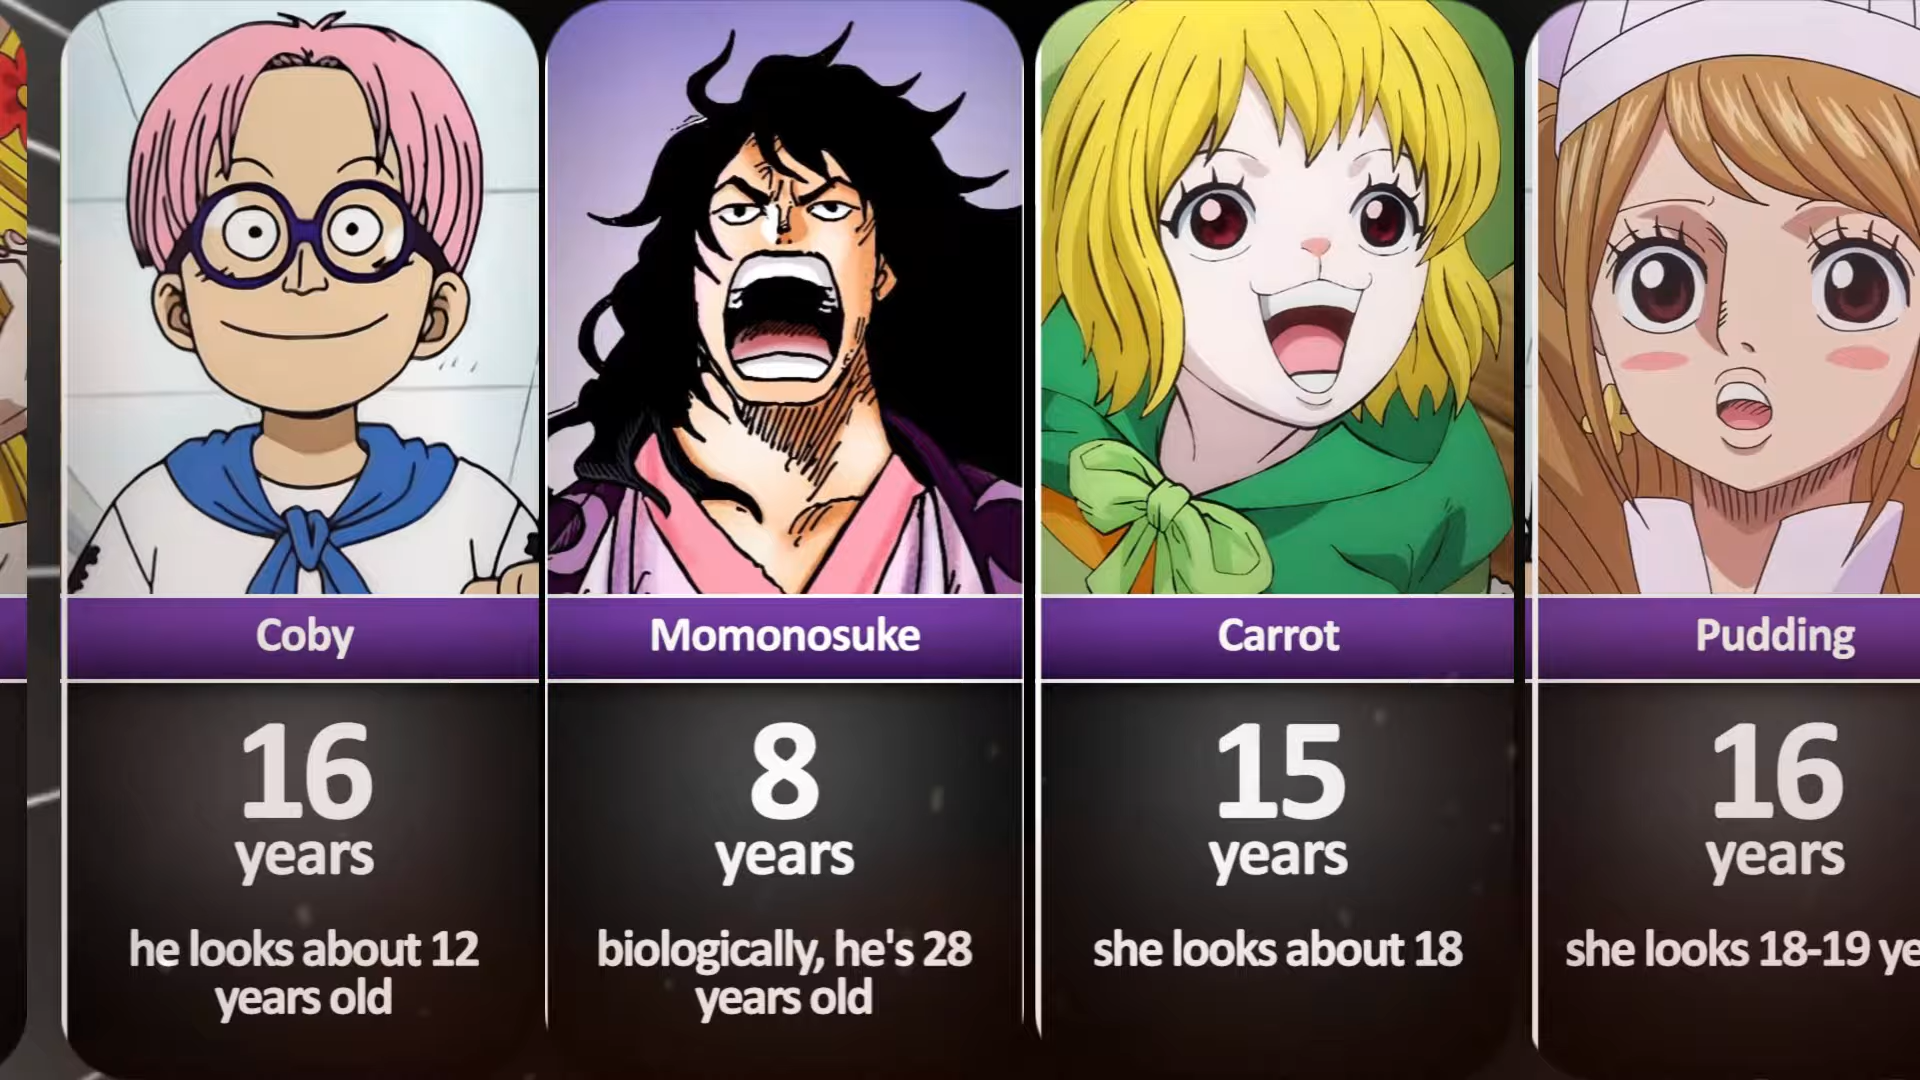 Coby
16
years
he looks about 12
years old
Momonosuke
8
years
biologically, he's 28
years old
Carrot
15
years
she looks about 18
Pudding
16
years
she looks 18-19 ye